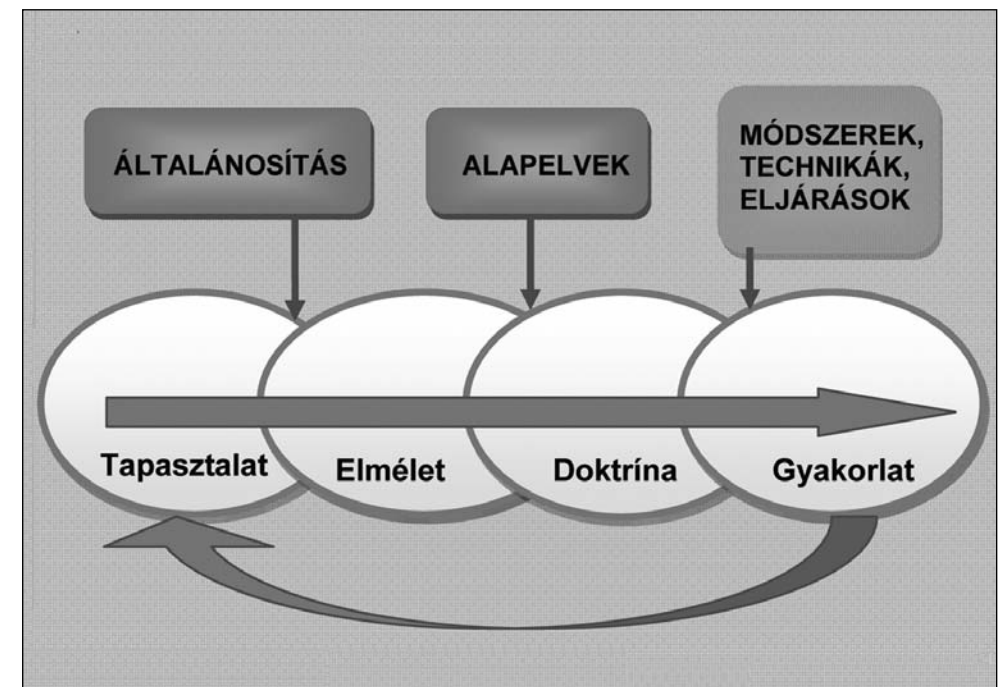 ÁLTALÁNOSÍTÁS
ALAPELVEK
MÓDSZEREK,
TECHNIKÁK,
ELJÁRÁSOK
Tapasztalat
Elmélet
Doktrína
Gyakorlat